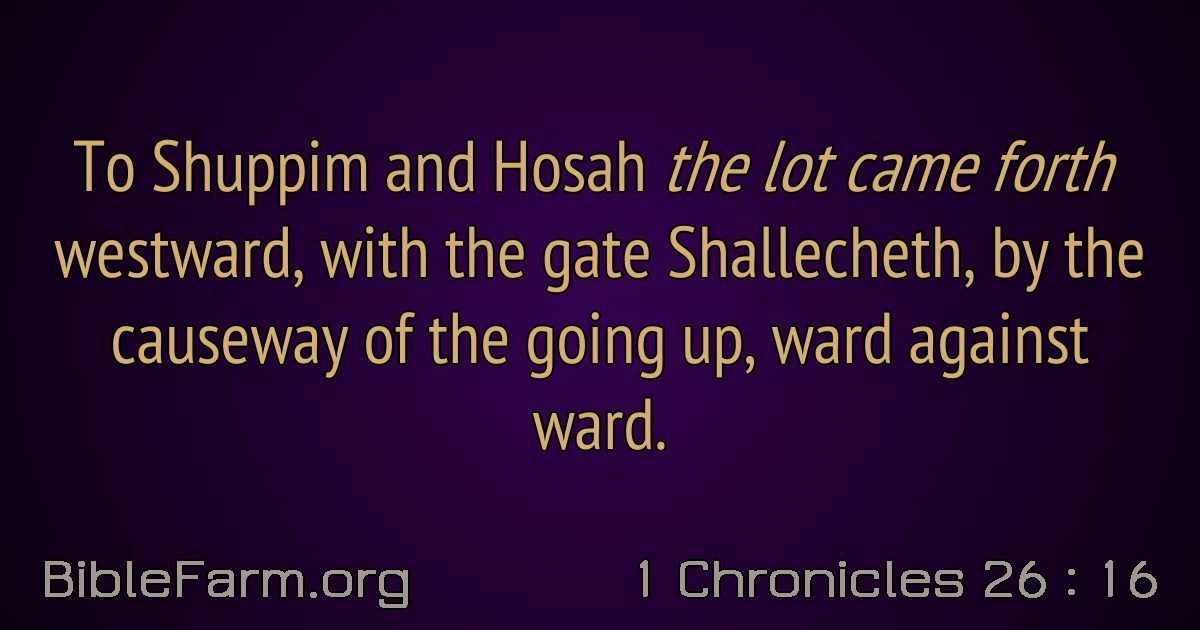 To Shuppim and Hosah the lot came forth
westward, with the gate Shallecheth, by the
causeway of the going up, ward against
ward.
BibleFarm.org
1 Chronicles 26 : 16